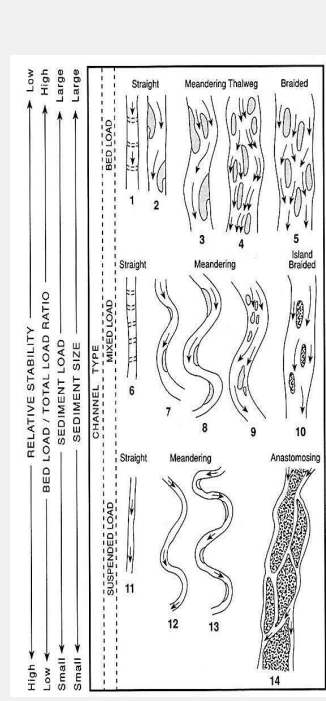 Low
High
Large
Large
RELATIVE STABILITY
BED LOAD / TOTAL LOAD RATIO
SEDIMENT LOAD
SEDIMENT SIZE
High
Low
Small
Small
CHANNEL TYPE
BED LOAD
Straight
Meandering Thalweg
Braided
1
2
3
4
5
MIXED LOAD
Straight
Meandering
Island
Braided
6
7
8
9
10
SUSPENDED LOAD
Straight
Meandering
Anastomosing
11
12
13
14